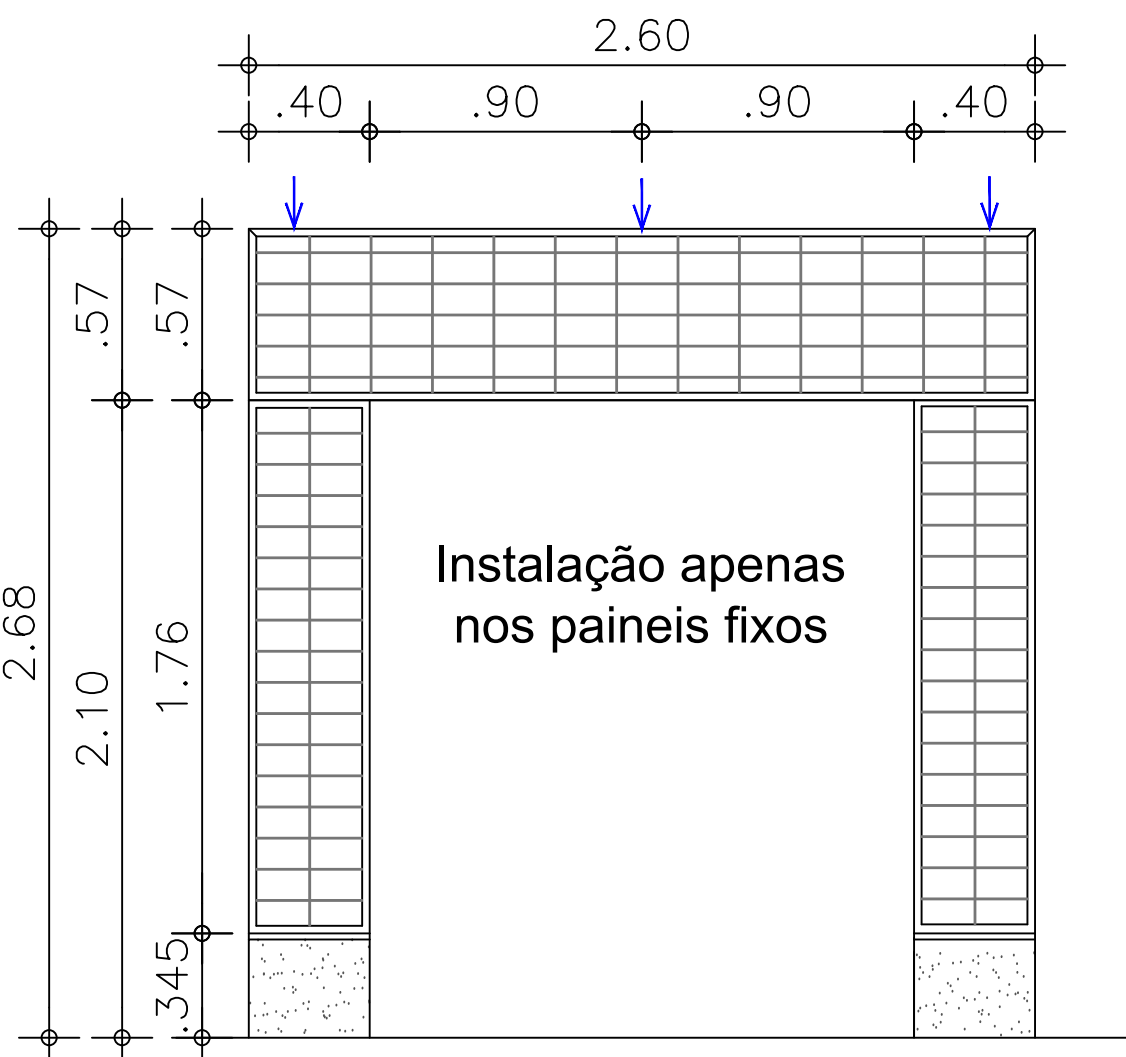 2.60
.40 .90 .90 .40
.57 .57
2.68 2.10 1.76
.345
Instalação apenas
nos paineis fixos